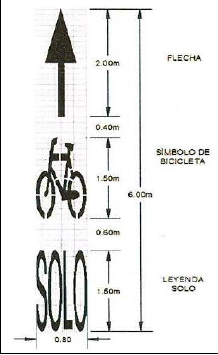 2.00m
FLECHA
0.40m
SÍMBOLO DE
BICICLETA
1.50m
6.00m
0.60m
SOLO
1.50m
LEYENDA
SOLO
0.80